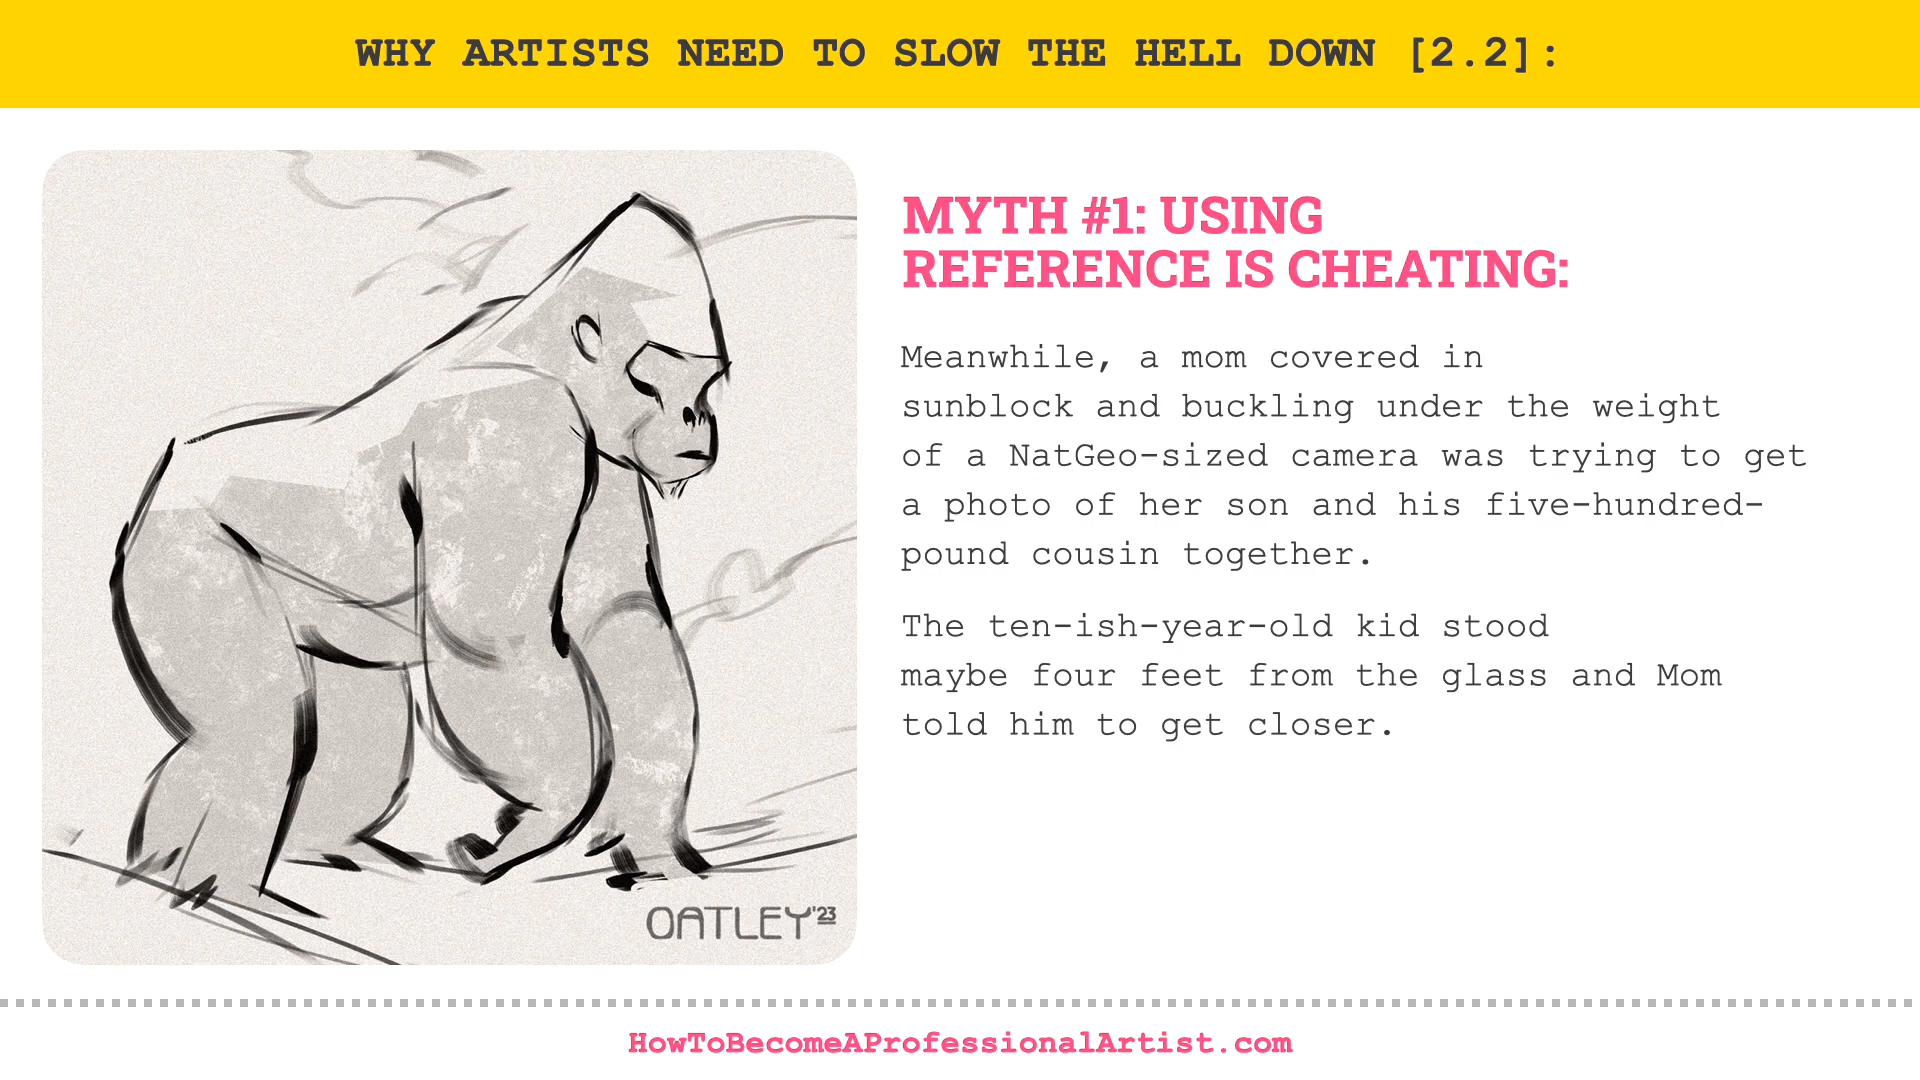 WHY ARTISTS NEED TO SLOW THE HELL DOWN [2.2]:
MYTH #1: USING
REFERENCE IS CHEATING:
Meanwhile, a mom covered in
sunblock and buckling under the weight
of a NatGeo-sized camera was trying to get
a photo of her son and his five-hundred-
pound cousin together.
The ten-ish-year-old kid stood
maybe four feet from the glass and Mom
told him to get closer.
OATLEY'23
HowToBecomeAProfessionalArtist.com